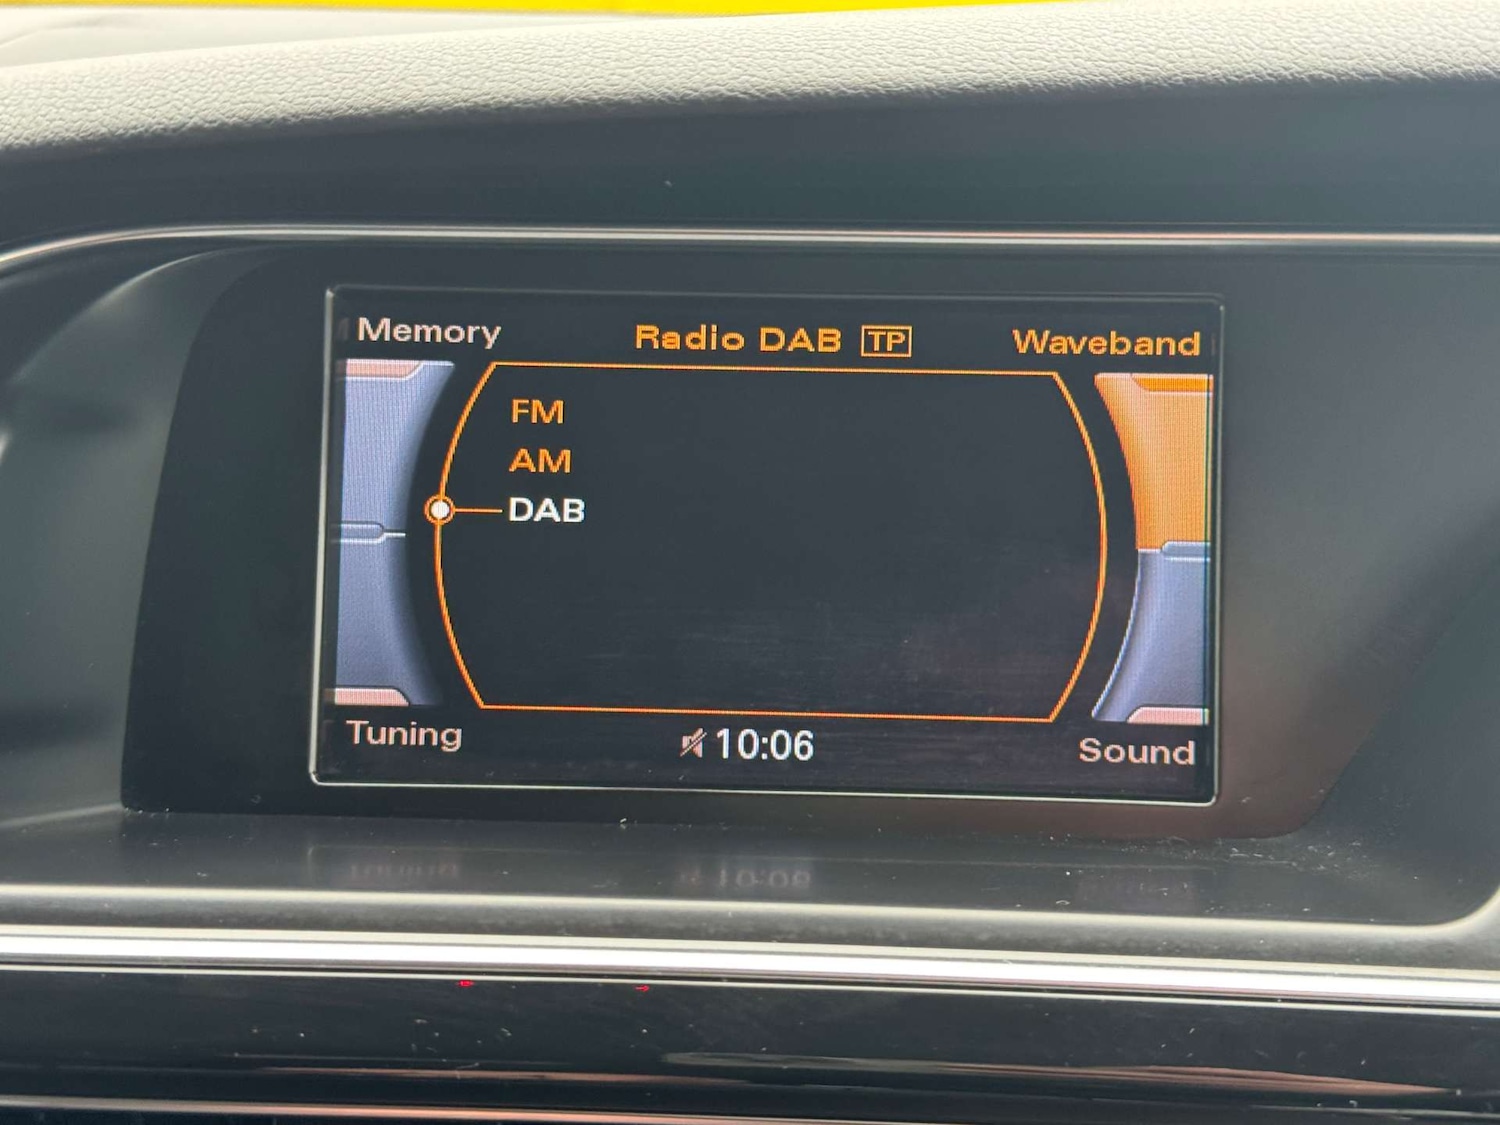 Memory Radio DAB TP Waveband
FM
AM
DAB
Tuning 10:06 Sound